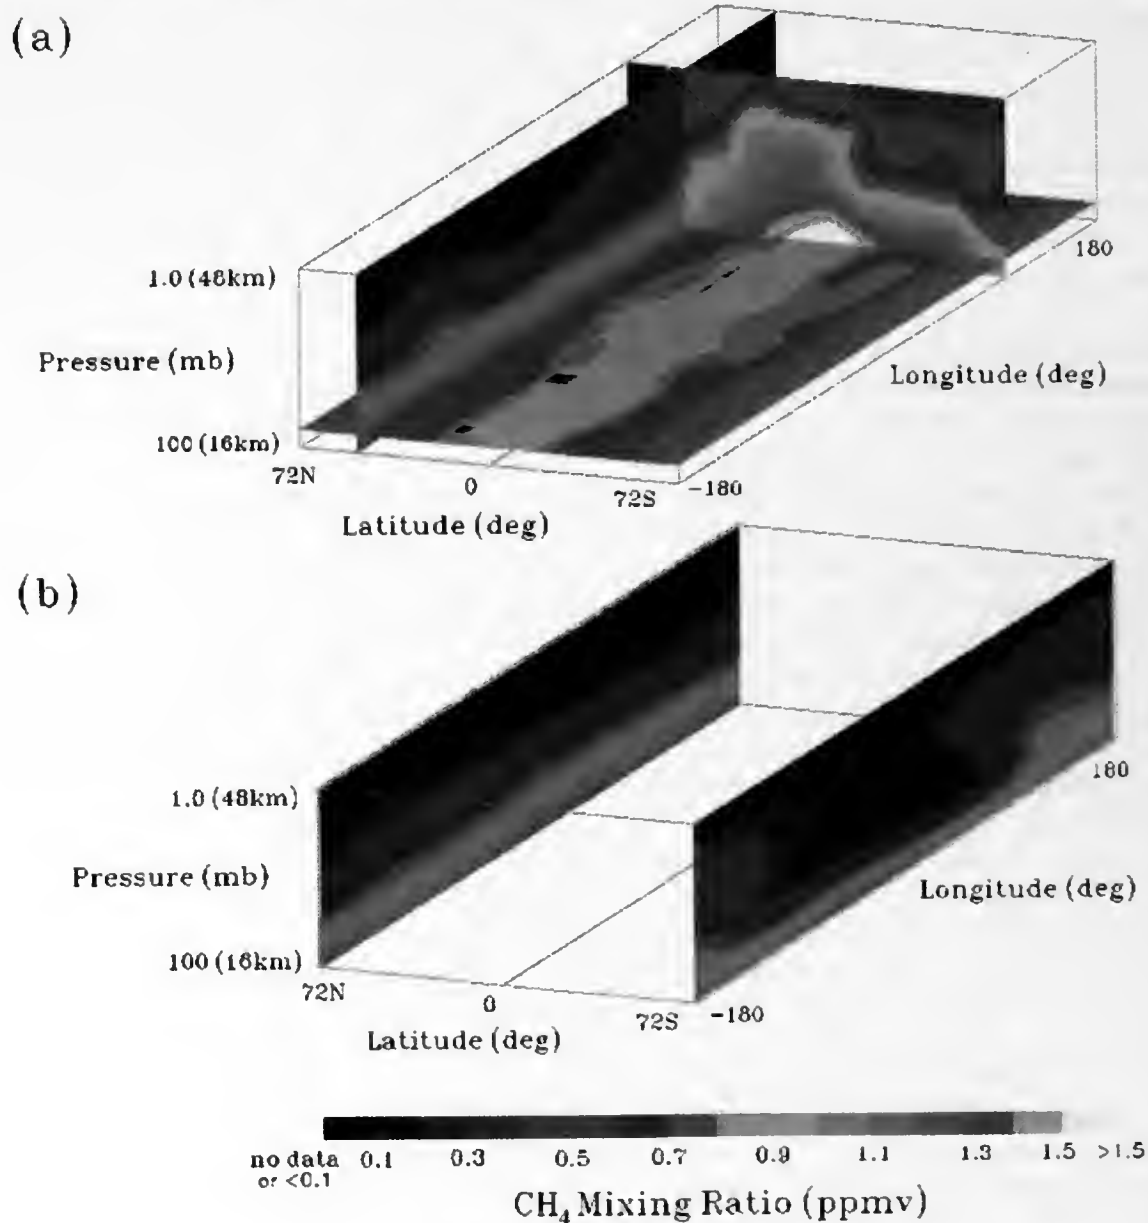 (a)
1.0 (48km)
Pressure (mb)
100 (16km)
72N
0
72S
-180
180
Latitude (deg)
Longitude (deg)
(b)
1.0 (48km)
Pressure (mb)
100 (16km)
72N
0
72S
-180
180
Latitude (deg)
Longitude (deg)
no data 0.1 0.3 0.5 0.7 0.9 1.1 1.3 1.5 >1.5
or <0.1
CH₄ Mixing Ratio (ppmv)